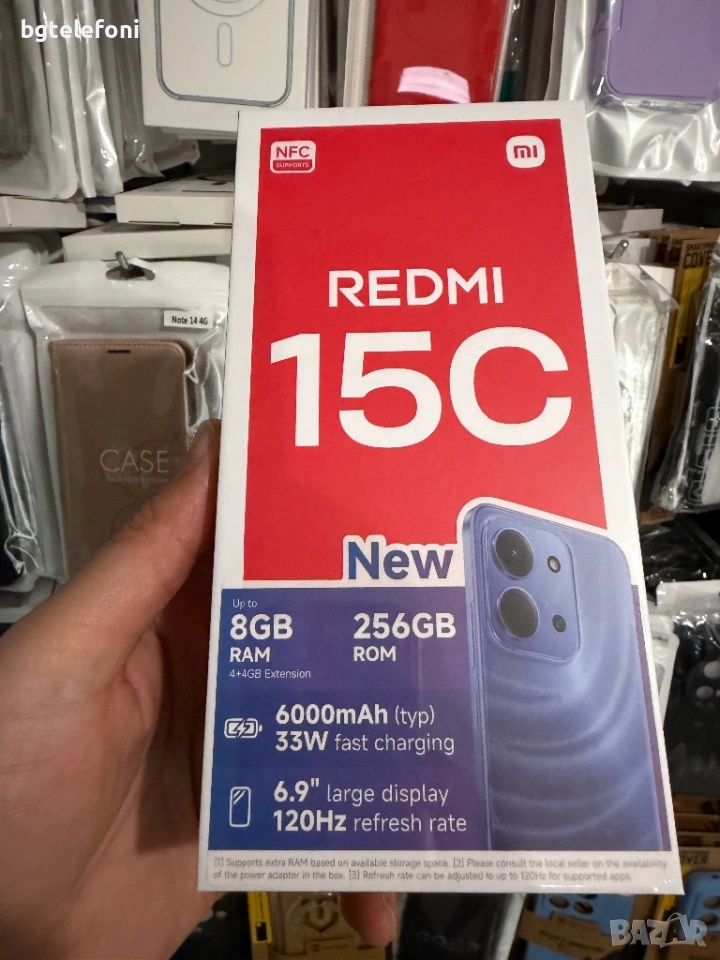 bgtelefoni
NFC
SUPPORTS
mi
REDMI
15C
Note 14 4G
CASE
COVER
New
Up to
8GB
RAM
4+4GB Extension
256GB
ROM
6000mAh (typ)
33W fast charging
6.9" large display
120Hz refresh rate
[1] Supports extra RAM based on available storage space. [2] Please consult the local seller on the availability
of the power adapter in the box. [3] Refresh rate can be adjusted to up to 120Hz for supported apps.
BAZAR